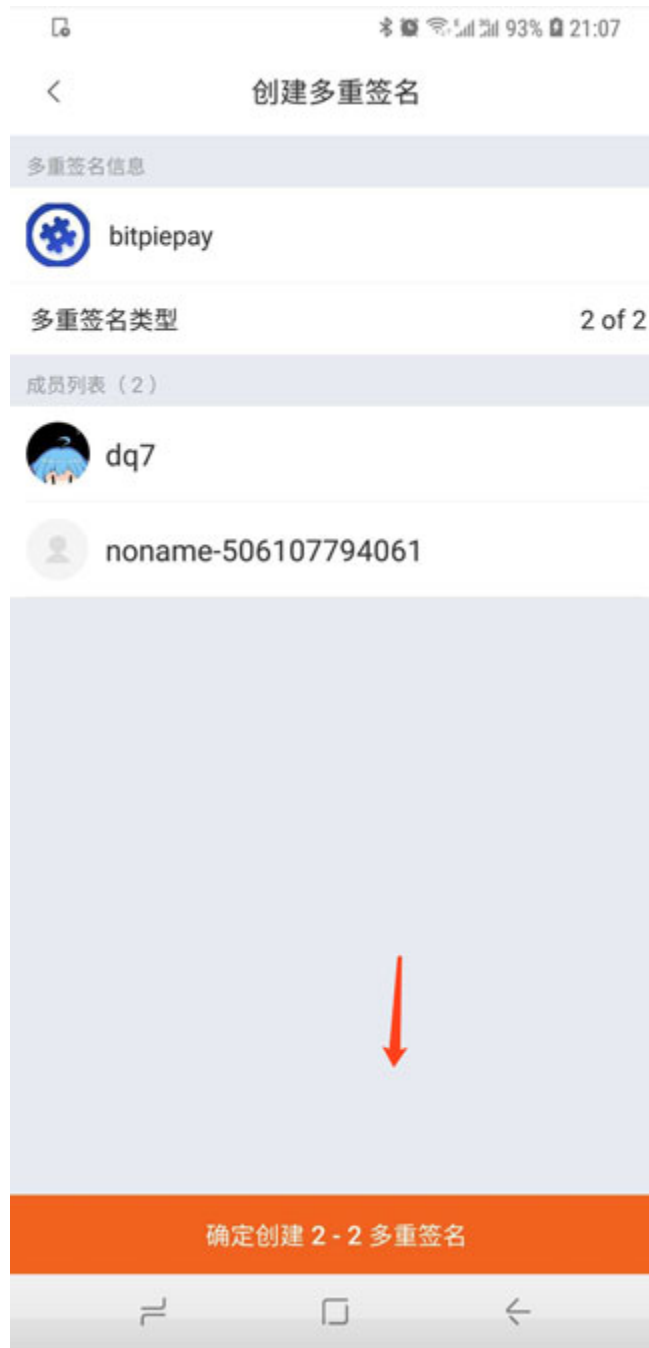 93% 21:07
创建多重签名
多重签名信息
bitpiepay
多重签名类型 2 of 2
成员列表（2）
dq7
noname-506107794061
确定创建 2 - 2 多重签名